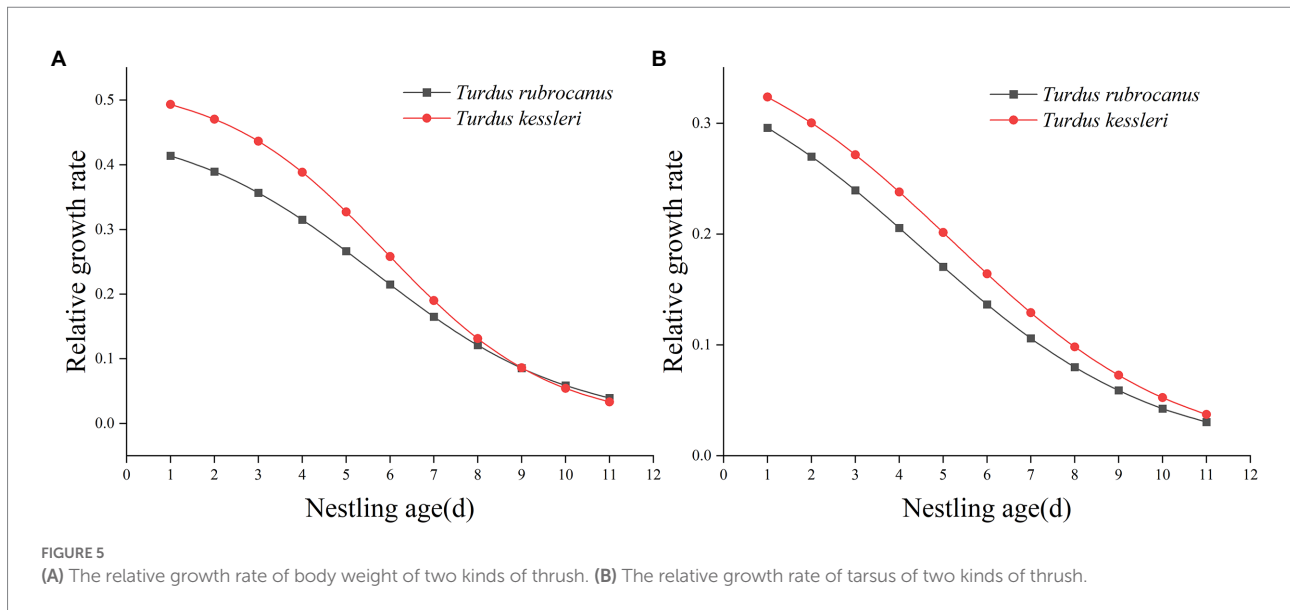 A
Turdus rubrocanus
Turdus kessleri
Relative growth rate
0.5
0.4
0.3
0.2
0.1
0.0
0 1 2 3 4 5 6 7 8 9 10 11 12
Nestling age(d)
B
Turdus rubrocanus
Turdus kessleri
Relative growth rate
0.3
0.2
0.1
0.0
0 1 2 3 4 5 6 7 8 9 10 11 12
Nestling age(d)
FIGURE 5
(A) The relative growth rate of body weight of two kinds of thrush. (B) The relative growth rate of tarsus of two kinds of thrush.